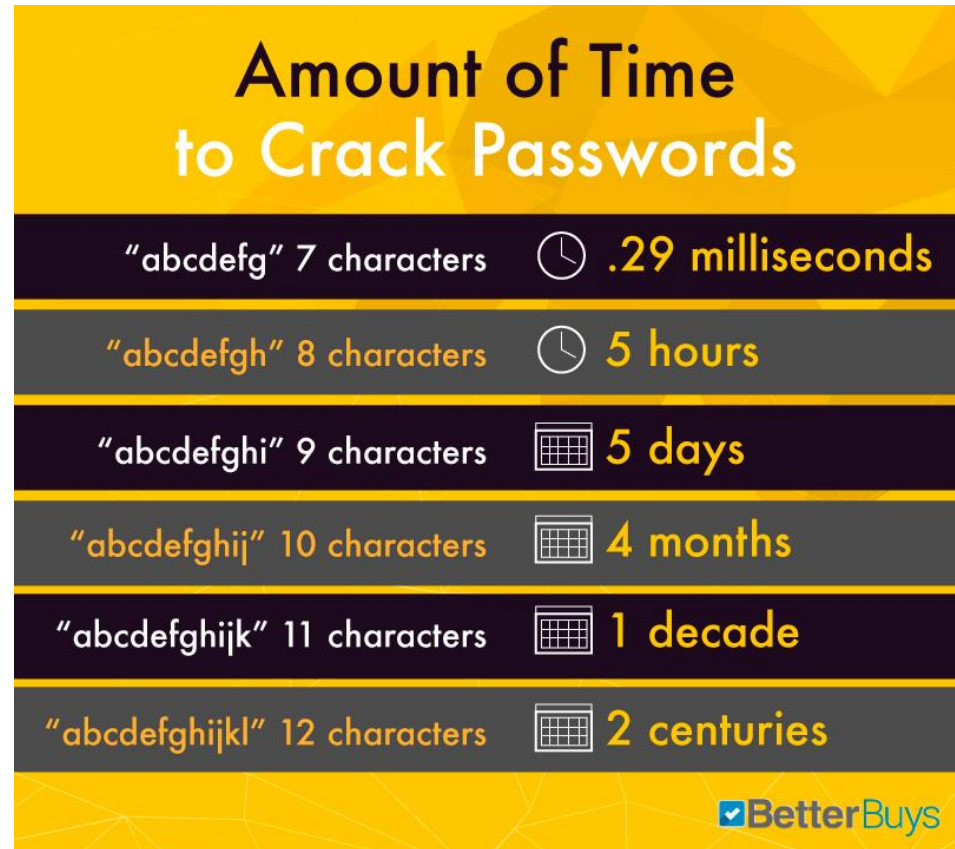 Amount of Time
to Crack Passwords
“abcdefg” 7 characters .29 milliseconds
“abcdefgh” 8 characters 5 hours
“abcdefghi” 9 characters 5 days
“abcdefghij” 10 characters 4 months
“abcdefghijk” 11 characters 1 decade
“abcdefghijkl” 12 characters 2 centuries
BetterBuys